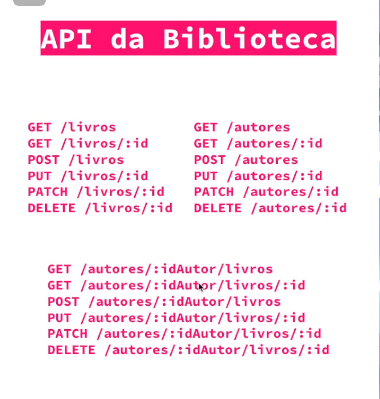 API da Biblioteca
GET /livros
GET /livros/:id
POST /livros
PUT /livros/:id
PATCH /livros/:id
DELETE /livros/:id
GET /autores
GET /autores/:id
POST /autores
PUT /autores/:id
PATCH /autores/:id
DELETE /autores/:id
GET /autores/:idAutor/livros
GET /autores/:idAutor/livros/:id
POST /autores/:idAutor/livros
PUT /autores/:idAutor/livros/:id
PATCH /autores/:idAutor/livros/:id
DELETE /autores/:idAutor/livros/:id